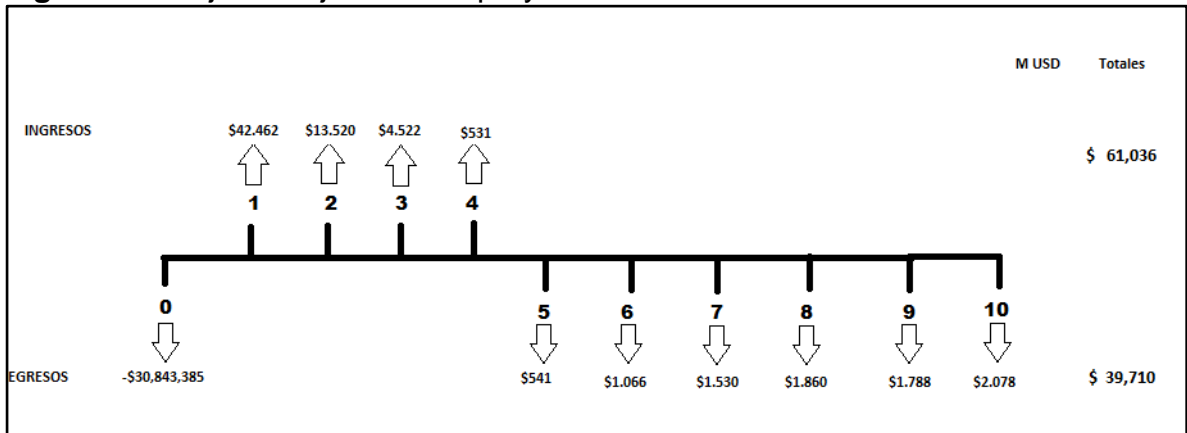 M USD Totales
INGRESOS $42.462 $13.520 $4.522 $531
$ 61,036
1 2 3 4
0 5 6 7 8 9 10
EGRESOS -$30,843,385 $541 $1.066 $1.530 $1.860 $1.788 $2.078 $ 39,710